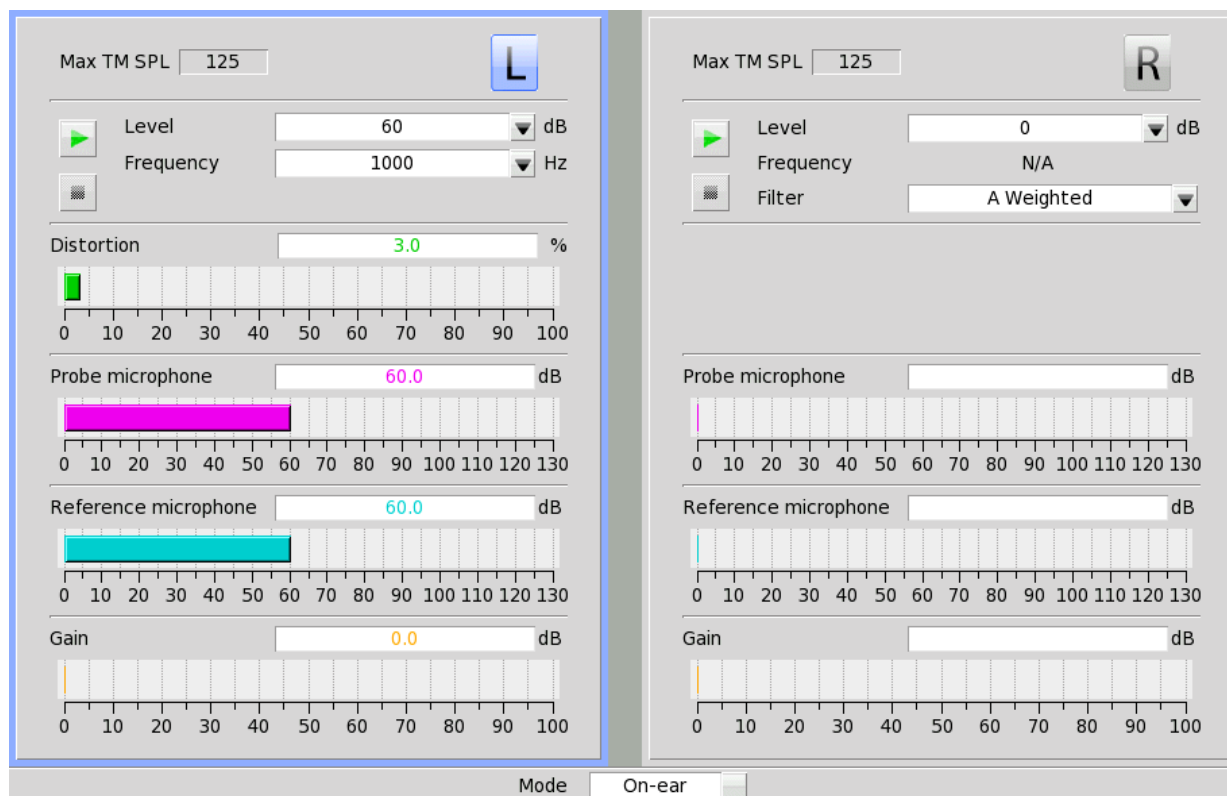 Max TM SPL 125 L
Level 60 dB
Frequency 1000 Hz
Distortion 3.0 %
0 10 20 30 40 50 60 70 80 90 100
Probe microphone 60.0 dB
0 10 20 30 40 50 60 70 80 90 100 110 120 130
Reference microphone 60.0 dB
0 10 20 30 40 50 60 70 80 90 100 110 120 130
Gain 0.0 dB
0 10 20 30 40 50 60 70 80 90 100
Max TM SPL 125 R
Level 0 dB
Frequency N/A
Filter A Weighted
Probe microphone dB
0 10 20 30 40 50 60 70 80 90 100 110 120 130
Reference microphone dB
0 10 20 30 40 50 60 70 80 90 100 110 120 130
Gain dB
0 10 20 30 40 50 60 70 80 90 100
Mode On-ear